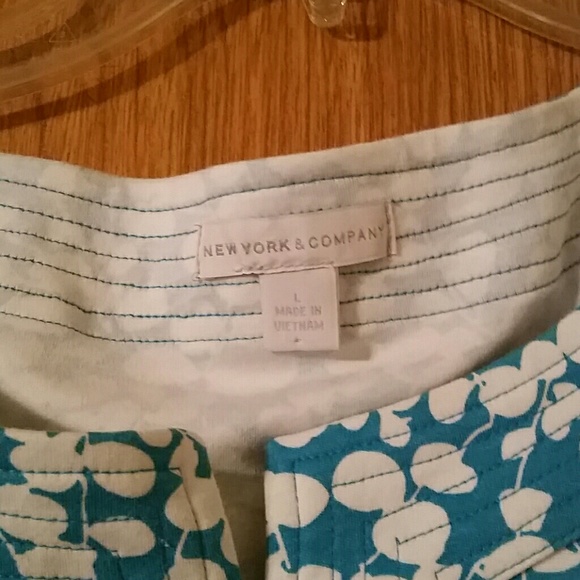 NEW YORK & COMPANY
L
MADE IN
VIETNAM